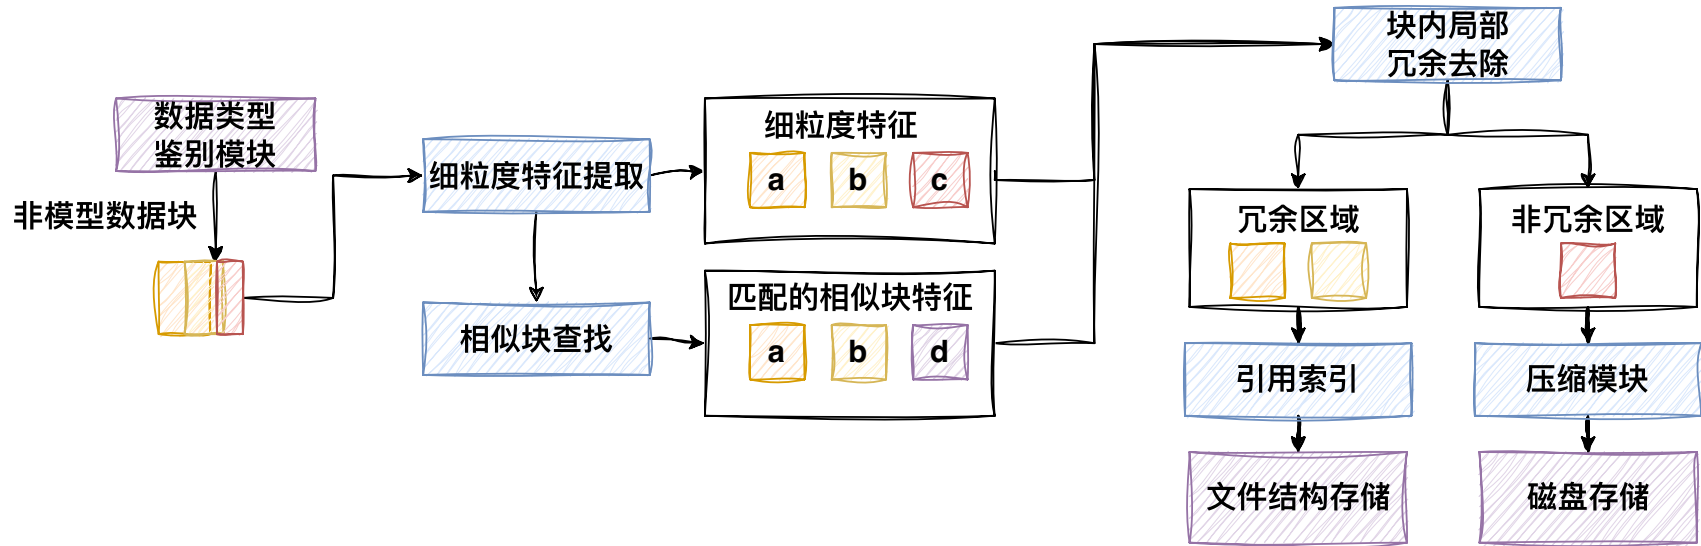 数据类型
鉴别模块
非模型数据块
细粒度特征提取
相似块查找
细粒度特征
a b c
匹配的相似块特征
a b d
块内局部
冗余去除
冗余区域
非冗余区域
引用索引
压缩模块
文件结构存储
磁盘存储